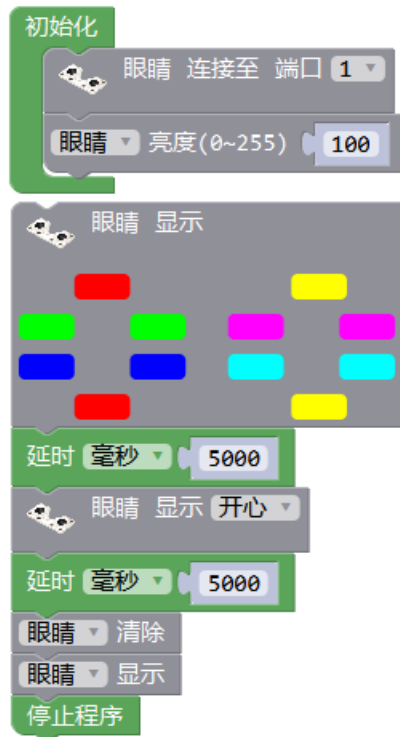 初始化
眼睛 连接至 端口 1
眼睛 亮度(0~255) 100
眼睛 显示
延时 毫秒 5000
眼睛 显示 开心
延时 毫秒 5000
眼睛 清除
眼睛 显示
停止程序